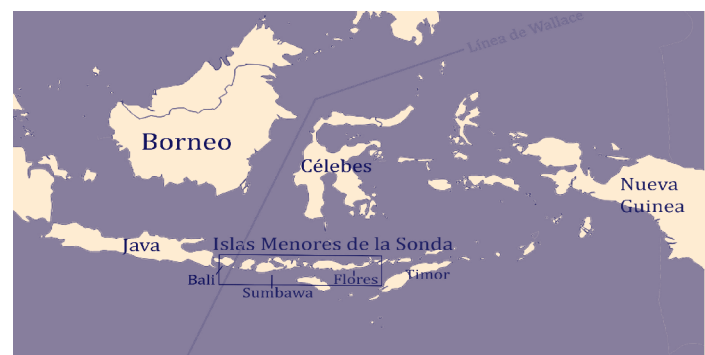 Línea de Wallace
Borneo
Célebes
Nueva
Guinea
Java
Islas Menores de la Sonda
Bali
Sumbawa
Flores
Timor